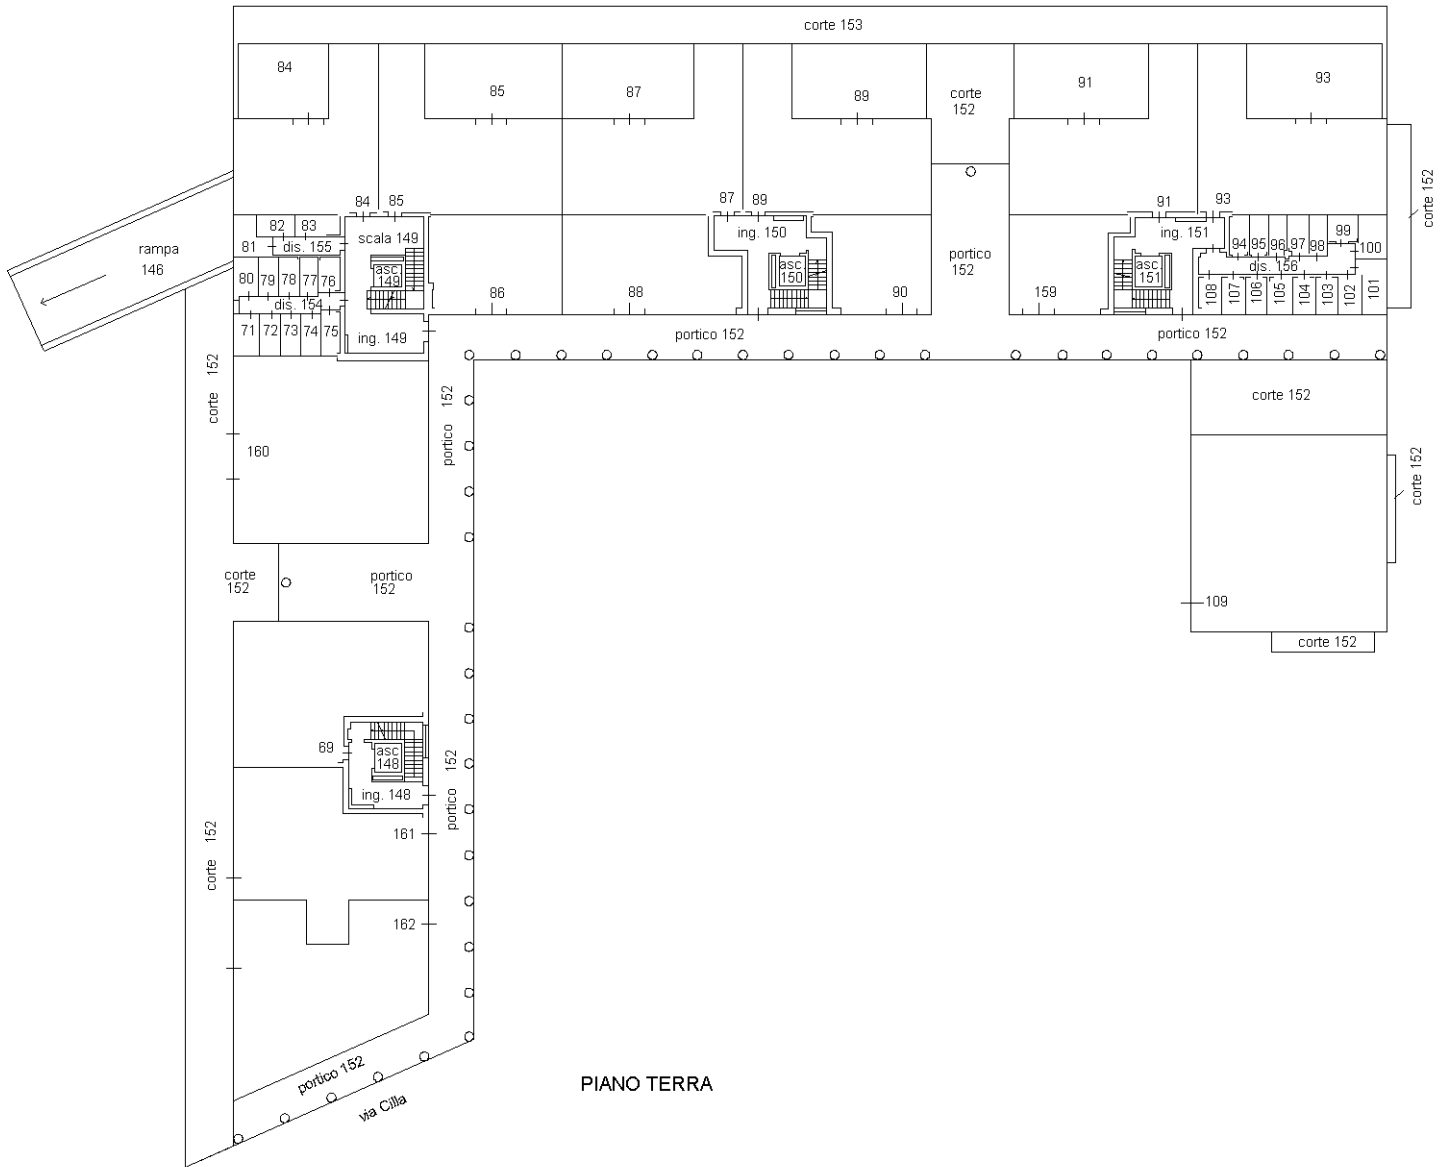 corte 153
84
85
87
89
corte
152
91
93
corte 152
84
85
87
89
91
93
82
83
81
dis. 155
scala 149
ing. 150
ing. 151
94
95
96
97
98
99
100
rampa
146
80
79
78
77
76
asc.
149
asc.
150
portico
152
asc.
151
dis. 156
dis. 154
86
88
90
159
108
107
106
105
104
103
102
101
71
72
73
74
75
ing. 149
portico 152
portico 152
corte 152
portico 152
corte 152
160
corte 152
corte
152
portico
152
109
corte 152
69
asc
148
ing. 148
portico 152
corte 152
161
162
portico 152
via Cilla
PIANO TERRA